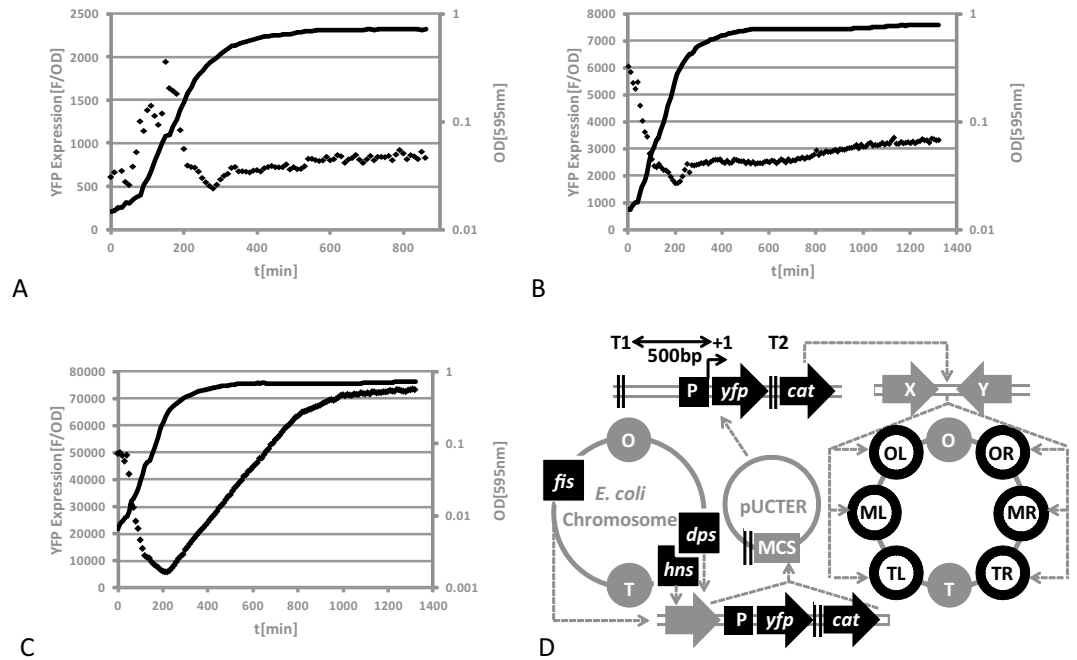 2500
2000
1500
1000
500
0
YFP Expression[F/OD]
1
0.1
0.01
OD[595nm]
0 200 400 600 800
t[min]
A
8000
7000
6000
5000
4000
3000
2000
1000
0
YFP Expression[F/OD]
1
0.1
0.01
OD[595nm]
0 200 400 600 800 1000 1200 1400
t[min]
B
80000
70000
60000
50000
40000
30000
20000
10000
0
YFP Expression[F/OD]
1
0.1
0.01
0.001
OD[595nm]
0 200 400 600 800 1000 1200 1400
t[min]
C
T1 +1 T2
500bp
P yfp cat
X Y
O
fis
E. coli
Chromosome
dps
hns
T
pUCTER
MCS
O
OL OR
ML MR
TL TR
T
P yfp cat
D